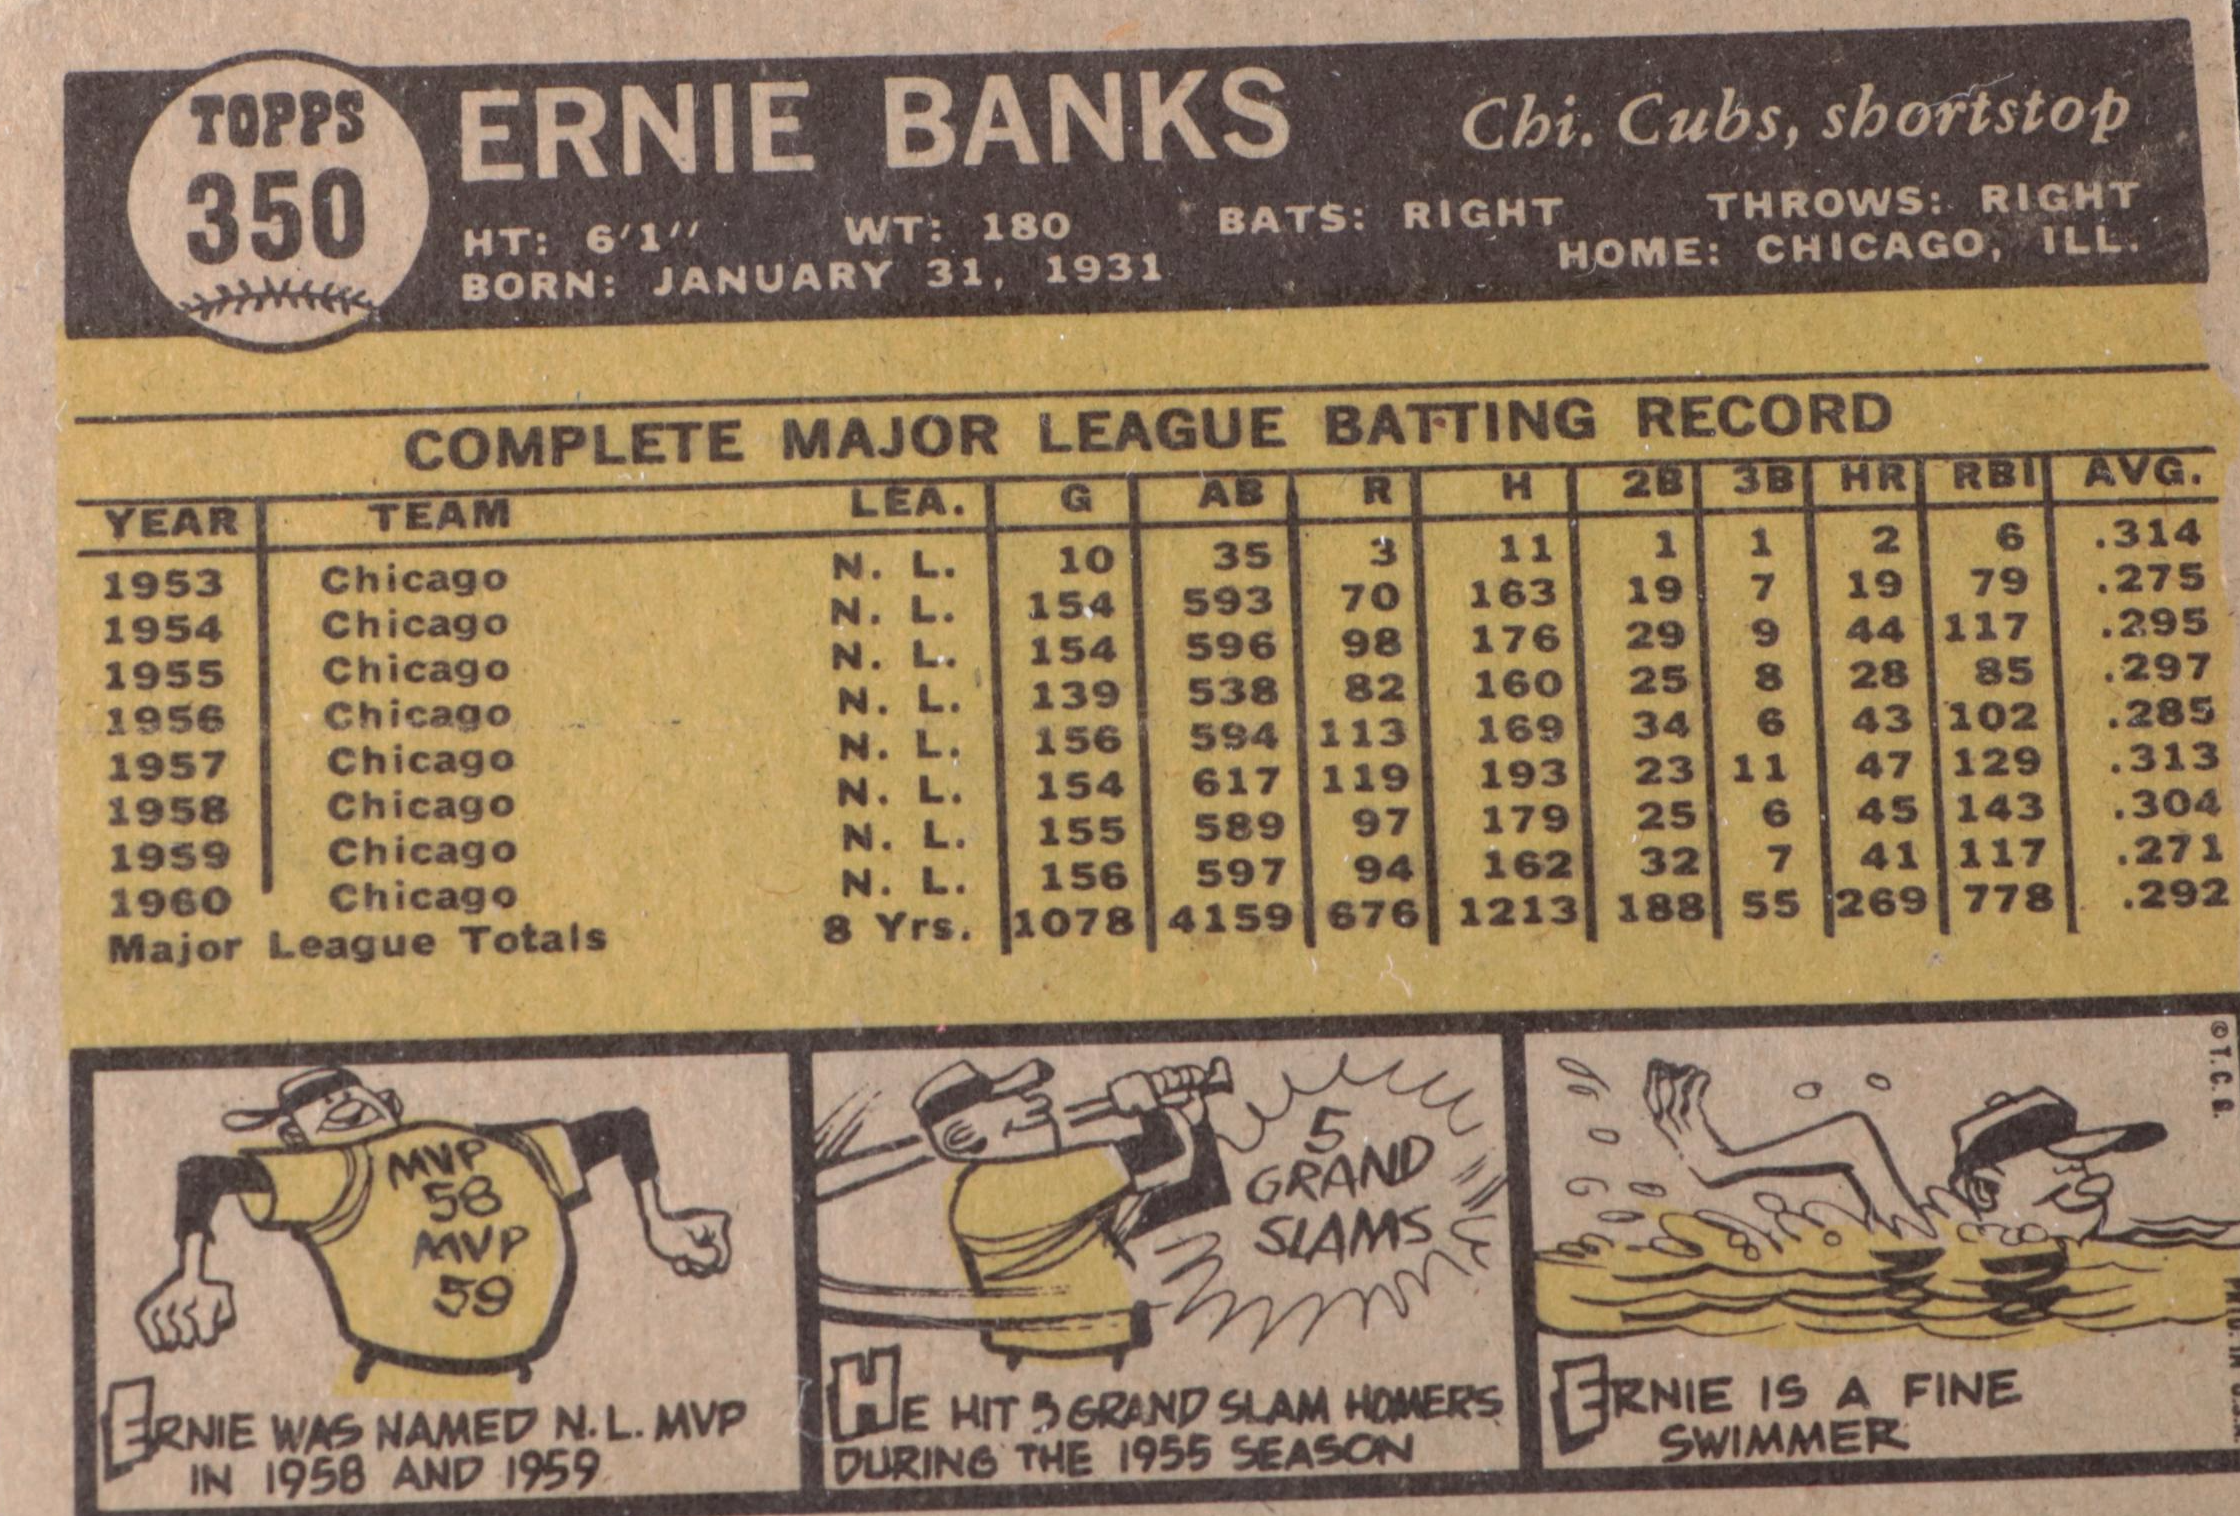 TOPPS
350
ERNIE BANKS
Chi. Cubs, shortstop
HT: 6'1" WT: 180 BATS: RIGHT THROWS: RIGHT
BORN: JANUARY 31, 1931 HOME: CHICAGO, ILL.
COMPLETE MAJOR LEAGUE BATTING RECORD
YEAR TEAM LEA. G AB R H 2B 3B HR RBI AVG.
1953 Chicago N. L. 10 35 3 11 1 1 2 6 .314
1954 Chicago N. L. 154 593 70 163 19 7 19 79 .275
1955 Chicago N. L. 154 596 98 176 29 9 44 117 .295
1956 Chicago N. L. 139 538 82 160 25 8 28 85 .297
1957 Chicago N. L. 156 594 113 169 34 6 43 102 .285
1958 Chicago N. L. 154 617 119 193 23 11 47 129 .313
1959 Chicago N. L. 155 589 97 179 25 6 45 143 .304
1960 Chicago N. L. 156 597 94 162 32 7 41 117 .271
Major League Totals 8 Yrs. 1078 4159 676 1213 188 55 269 778 .292
MVP
58
MVP
59
ERNIE WAS NAMED N.L. MVP
IN 1958 AND 1959
5
GRAND
SLAMS
HE HIT 5 GRAND SLAM HOMERS
DURING THE 1955 SEASON
ERNIE IS A FINE
SWIMMER
© T. C. G.